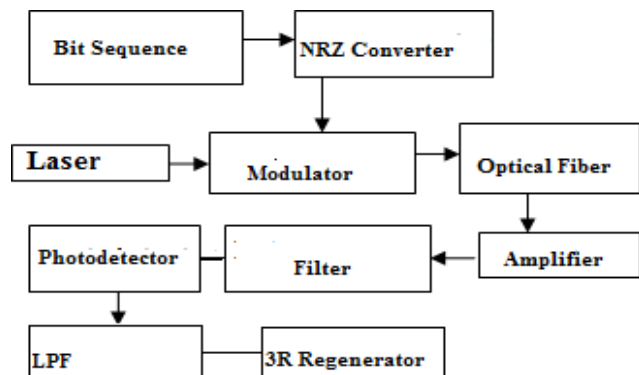 Bit Sequence
NRZ Converter
Laser
Modulator
Optical Fiber
Photodetector
Filter
Amplifier
LPF
3R Regenerator